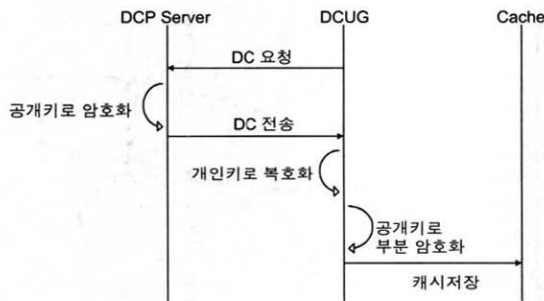 DCP Server DCUG Cache
DC 요청
공개키로 암호화
DC 전송
개인키로 복호화
공개키로
부분 암호화
캐시저장